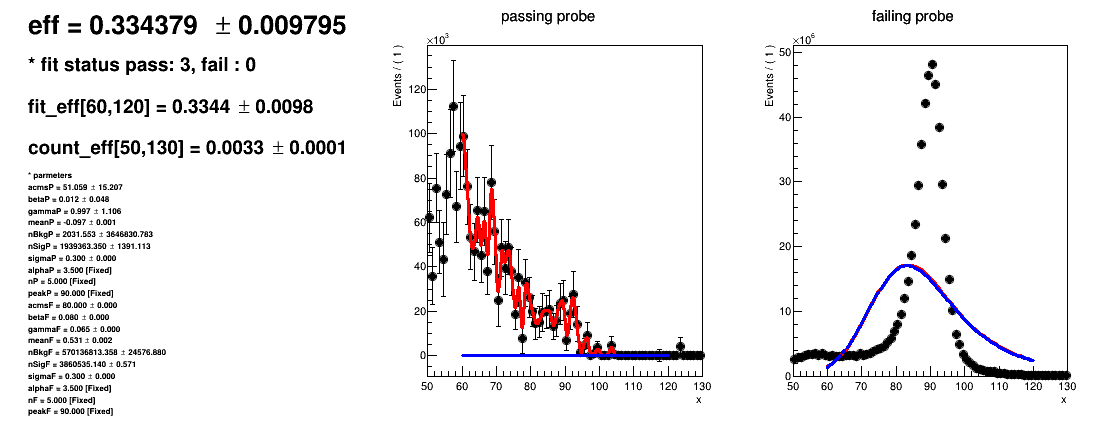 eff = 0.334379 ± 0.009795
* fit status pass: 3, fail : 0
fit_eff[60,120] = 0.3344 ± 0.0098
count_eff[50,130] = 0.0033 ± 0.0001
* parmeters
acmsP = 51.059 ± 15.207
betaP = 0.012 ± 0.048
gammaP = 0.997 ± 1.106
meanP = -0.097 ± 0.001
nBkgP = 2031.553 ± 3646830.783
nSigP = 1939363.350 ± 1391.113
sigmaP = 0.300 ± 0.000
alphaP = 3.500 [Fixed]
nP = 5.000 [Fixed]
peakP = 90.000 [Fixed]
acmsF = 80.000 ± 0.000
betaF = 0.080 ± 0.000
gammaF = 0.065 ± 0.000
meanF = 0.531 ± 0.002
nBkgF = 570136813.358 ± 24576.880
nSigF = 3860535.140 ± 0.571
sigmaF = 0.300 ± 0.000
alphaF = 3.500 [Fixed]
nF = 5.000 [Fixed]
peakF = 90.000 [Fixed]
passing probe
×10³
Events / ( 1 )
120
100
80
60
40
20
0
50 60 70 80 90 100 110 120 130
x
failing probe
×10⁶
Events / ( 1 )
50
40
30
20
10
0
50 60 70 80 90 100 110 120 130
x